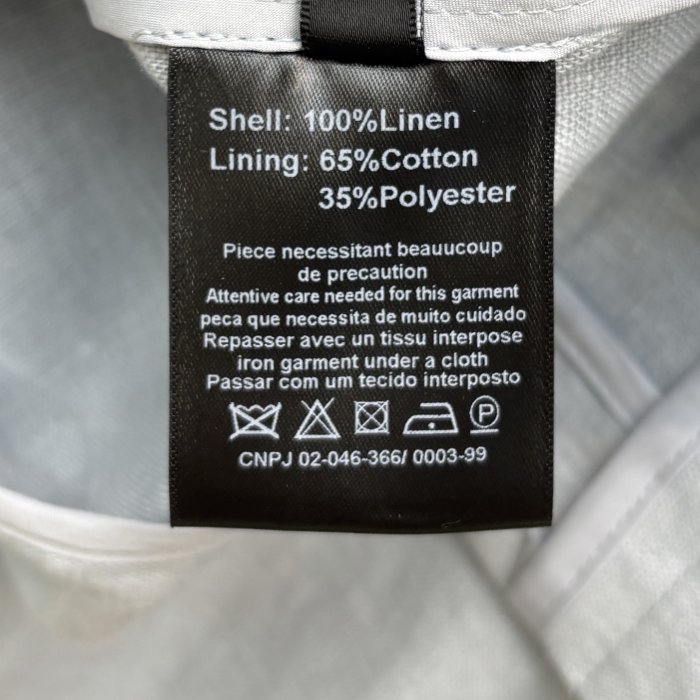 Shell: 100%Linen
Lining: 65%Cotton
35%Polyester
Piece necessitant beauucoup
de precaution
Attentive care needed for this garment
peca que necessita de muito cuidado
Repasser avec un tissu interpose
iron garment under a cloth
Passar com um tecido interposto
P
CNPJ 02-046-366/ 0003-99